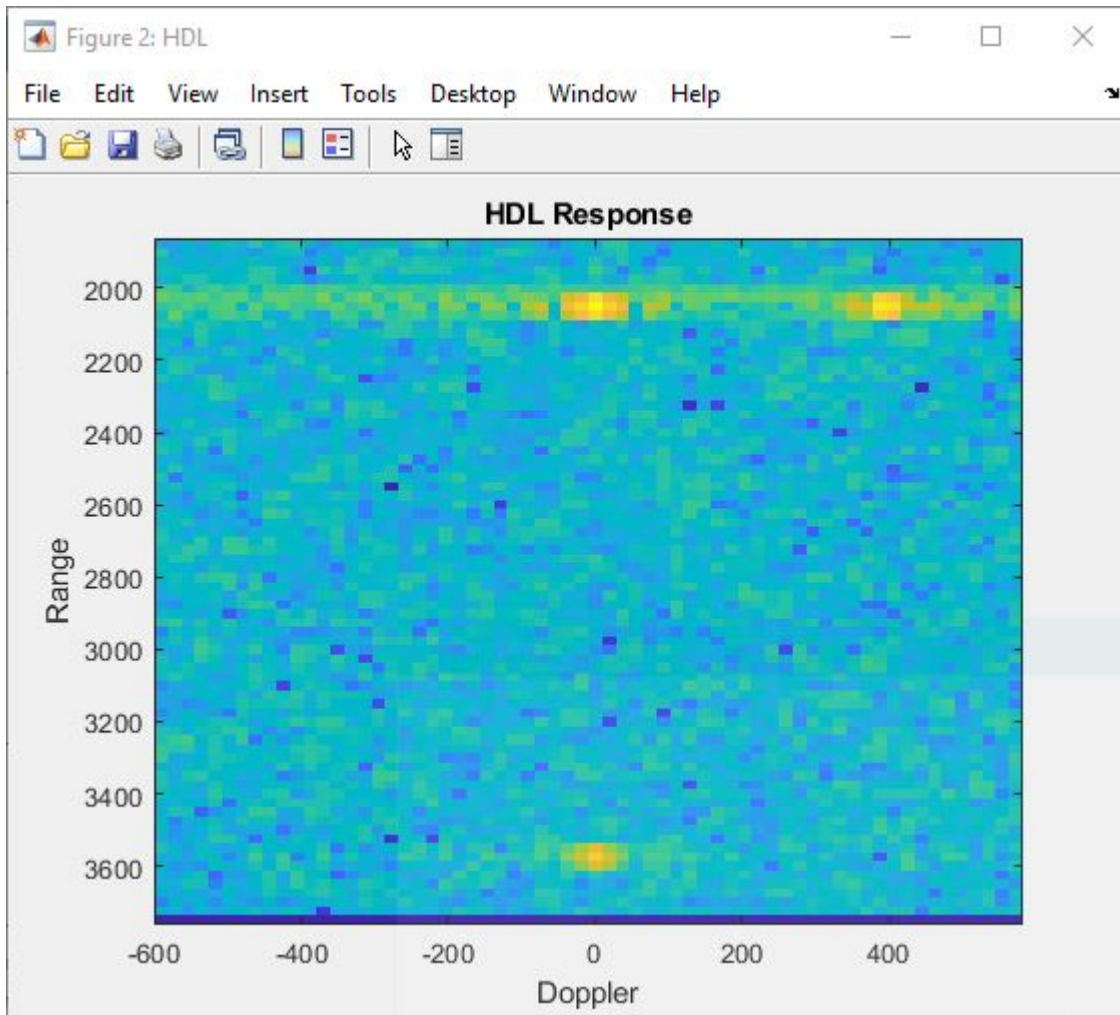 Figure 2: HDL
File Edit View Insert Tools Desktop Window Help
HDL Response
2000
2200
2400
2600
2800
3000
3200
3400
3600
Range
-600 -400 -200 0 200 400
Doppler